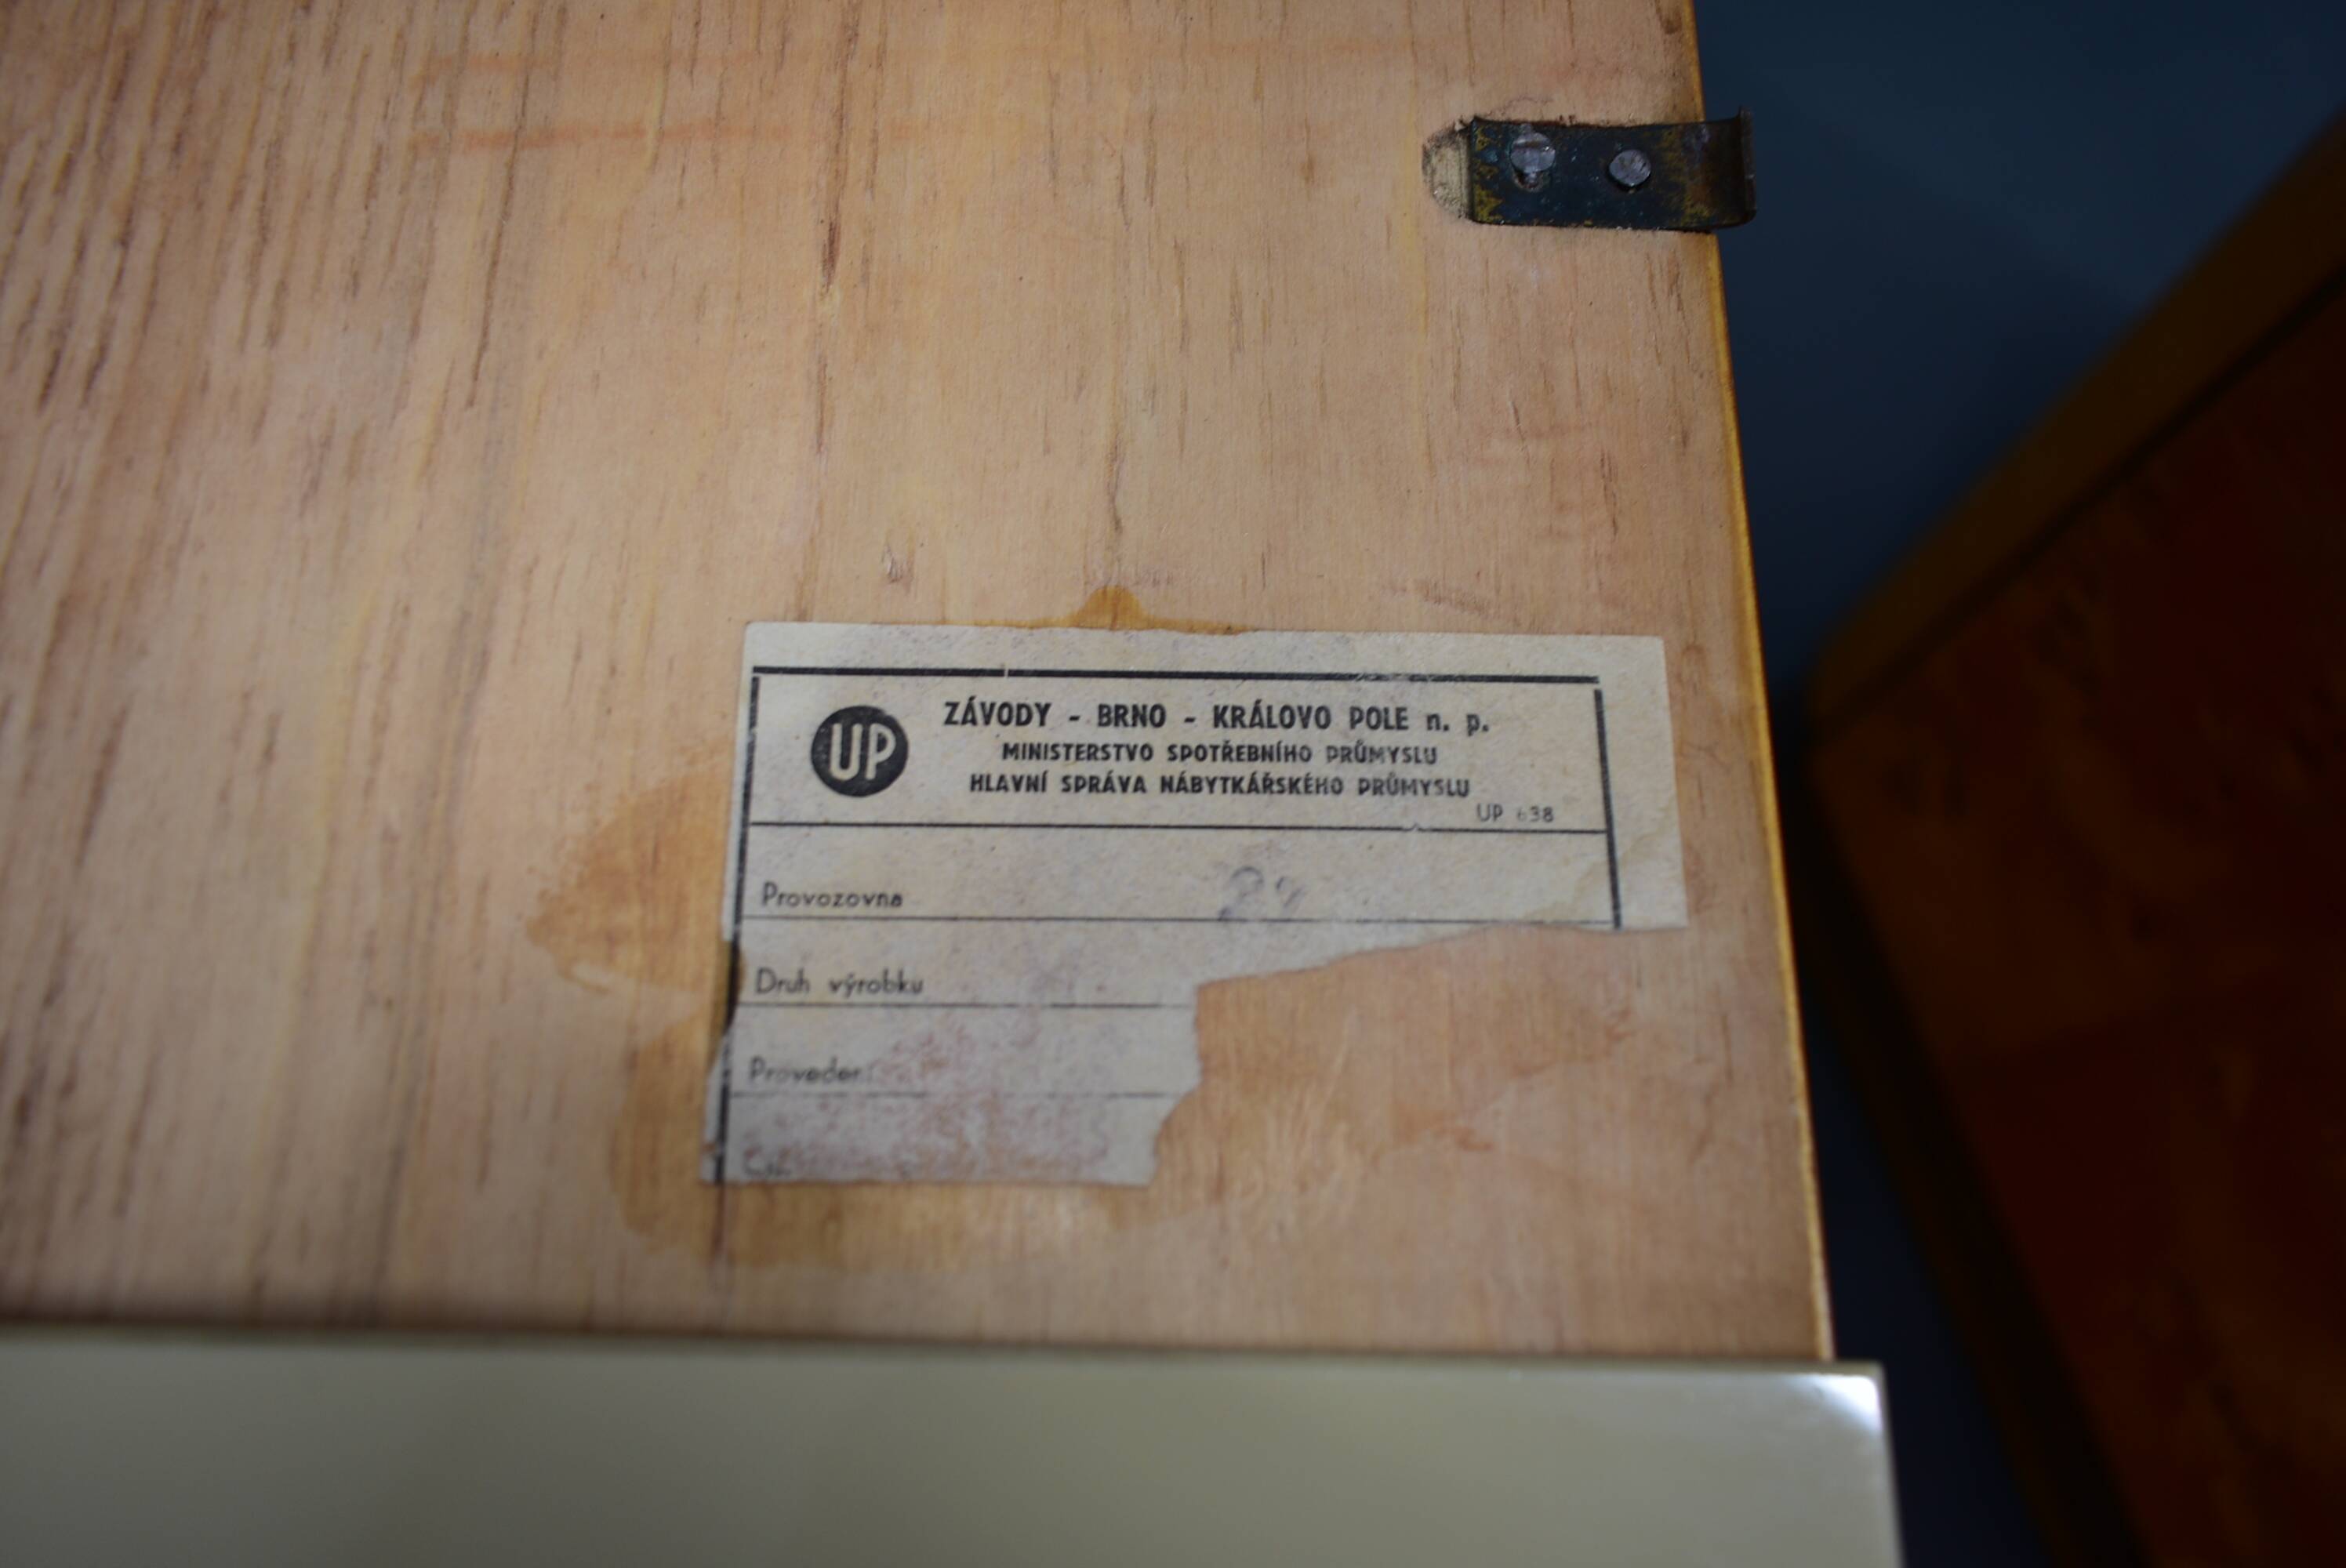 UP
ZÁVODY - BRNO - KRÁLOVO POLE n. p.
MINISTERSTVO SPOTŘEBNÍHO PRŮMYSLU
HLAVNÍ SPRÁVA NÁBYTKÁŘSKÉHO PRŮMYSLU
UP 638
Provozovna
Druh výrobku